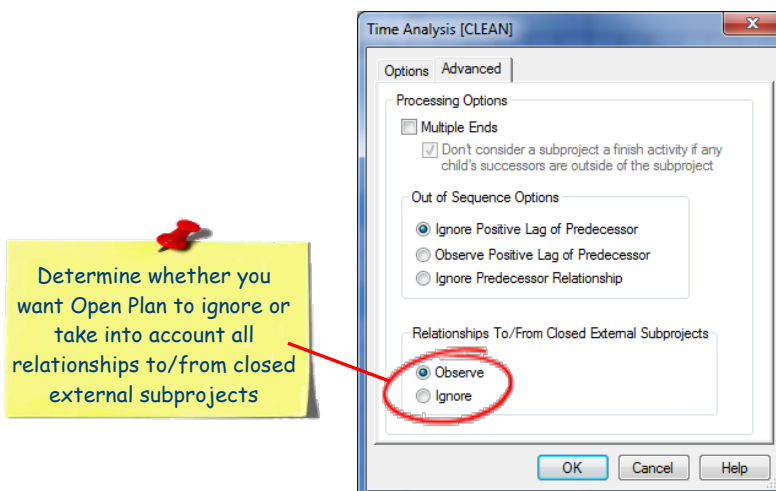 Time Analysis [CLEAN]
Options Advanced
Processing Options
Multiple Ends
Don't consider a subproject a finish activity if any
child's successors are outside of the subproject
Out of Sequence Options
Ignore Positive Lag of Predecessor
Observe Positive Lag of Predecessor
Ignore Predecessor Relationship
Relationships To/From Closed External Subprojects
Observe
Ignore
OK Cancel Help
Determine whether you
want Open Plan to ignore or
take into account all
relationships to/from closed
external subprojects